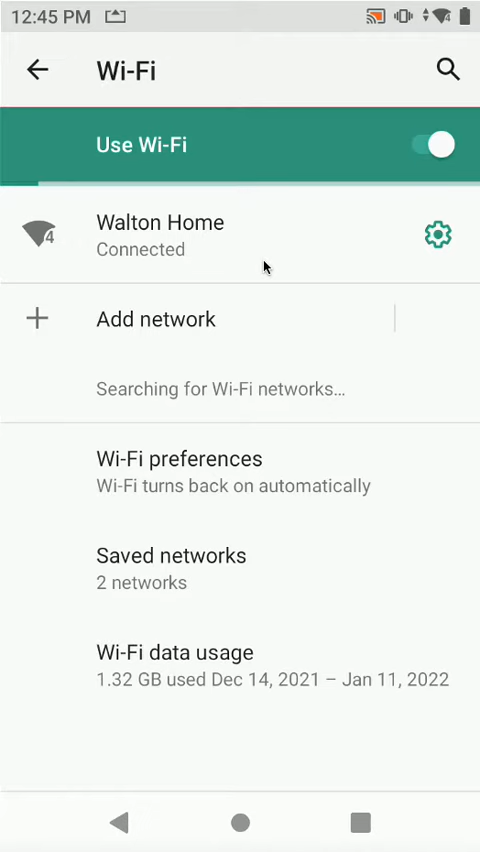 12:45 PM
4
Wi-Fi
Use Wi-Fi
4
Walton Home
Connected
Add network
Searching for Wi-Fi networks…
Wi-Fi preferences
Wi-Fi turns back on automatically
Saved networks
2 networks
Wi-Fi data usage
1.32 GB used Dec 14, 2021 – Jan 11, 2022